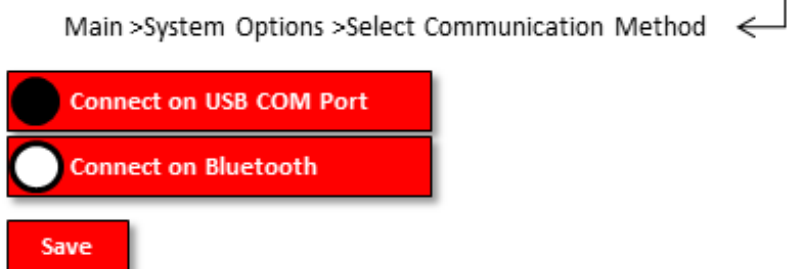 Main >System Options >Select Communication Method
Connect on USB COM Port
Connect on Bluetooth
Save